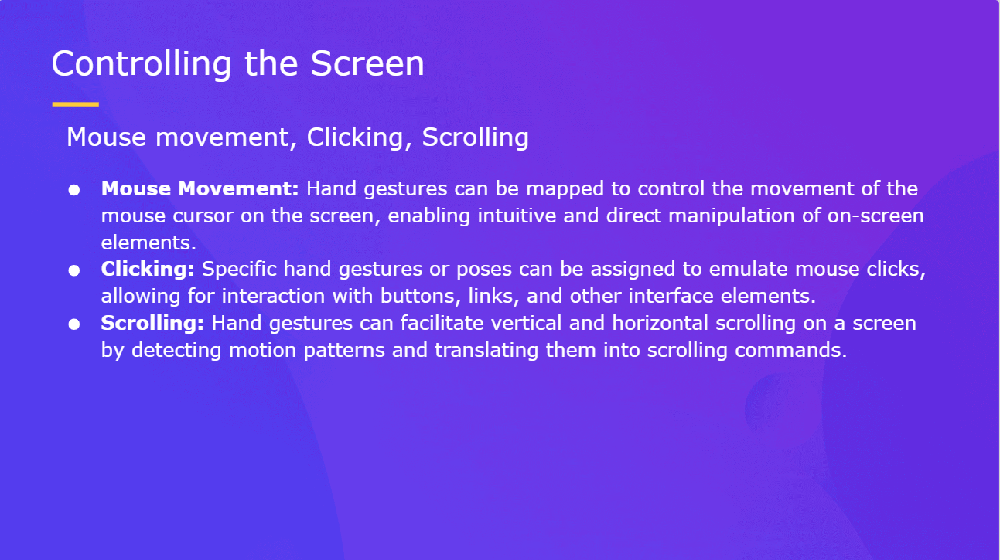 Controlling the Screen
Mouse movement, Clicking, Scrolling
● Mouse Movement: Hand gestures can be mapped to control the movement of the
mouse cursor on the screen, enabling intuitive and direct manipulation of on-screen
elements.
● Clicking: Specific hand gestures or poses can be assigned to emulate mouse clicks,
allowing for interaction with buttons, links, and other interface elements.
● Scrolling: Hand gestures can facilitate vertical and horizontal scrolling on a screen
by detecting motion patterns and translating them into scrolling commands.